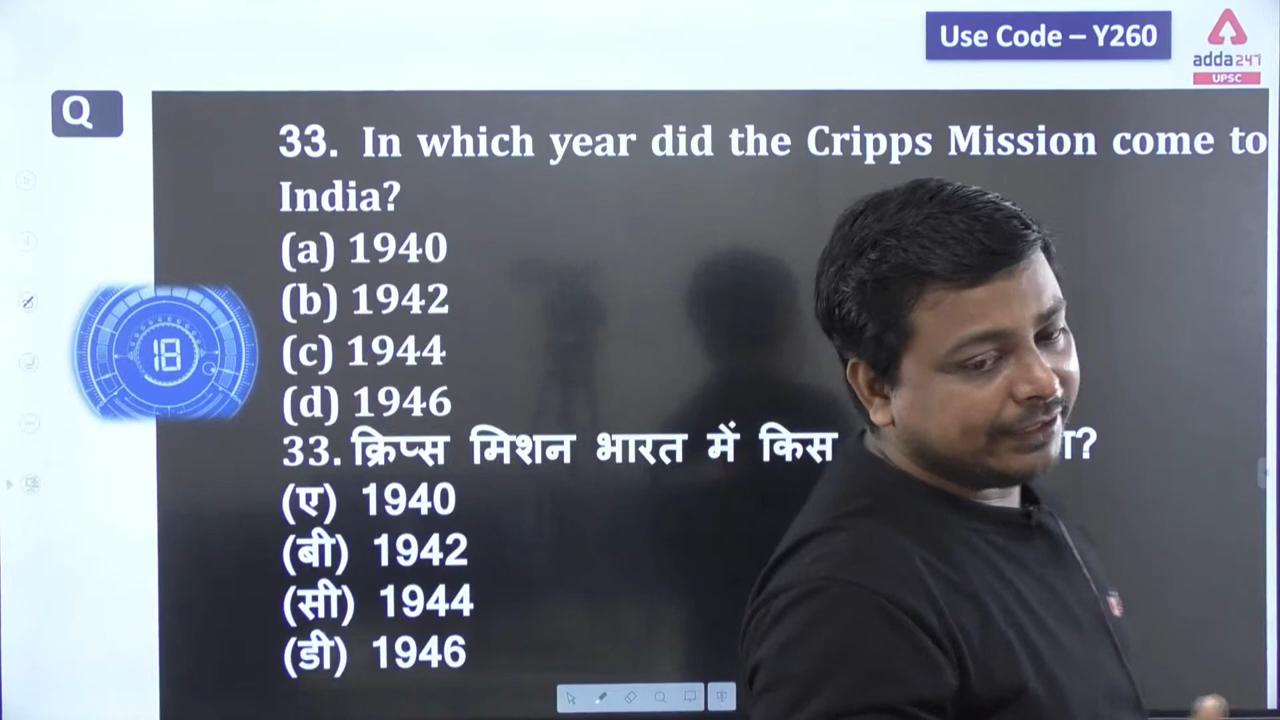 Use Code – Y260
adda247
UPSC
Q
33. In which year did the Cripps Mission come to
India?
(a) 1940
(b) 1942
(c) 1944
(d) 1946
18
33. क्रिप्स मिशन भारत में किस
(ए) 1940
(बी) 1942
(सी) 1944
(डी) 1946